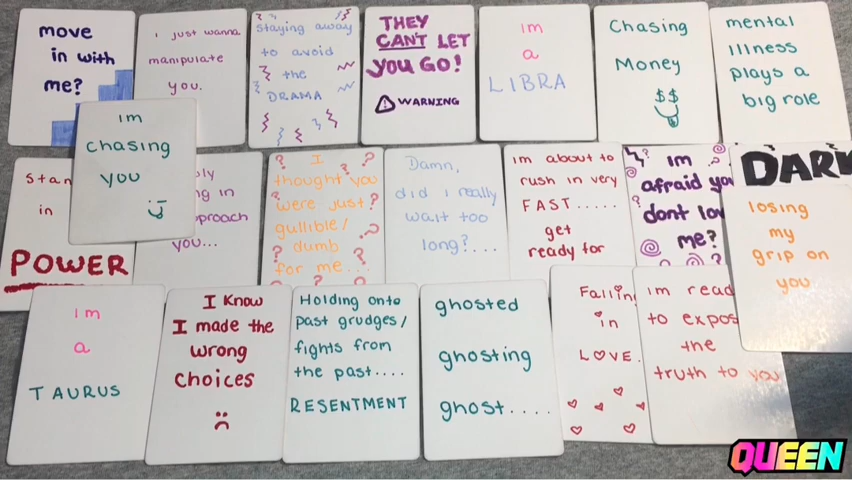 move
in with
me?
i just wanna
manipulate
you.
staying away
to avoid
the
DRAMA
THEY
CAN'T LET
YOU GO!
WARNING
im
a
LIBRA
Chasing
Money
$$
mental
illness
plays a
big role
im
chasing
you
in
POWER
in
you...
I
thought you
were just
gullible/
dumb
for me...
Damn,
did i really
wait too
long?...
im about to
rush in very
FAST.....
get
ready for
im
afraid you
dont lov
me?
DARK
losing
my
grip on
you
im
a
TAURUS
I Know
I made the
wrong
choices
Holding onto
past grudges/
fights from
the past....
RESENTMENT
ghosted
ghosting
ghost....
Falling
in
LOVE.
im read
to expos
the
truth to you
QUEEN